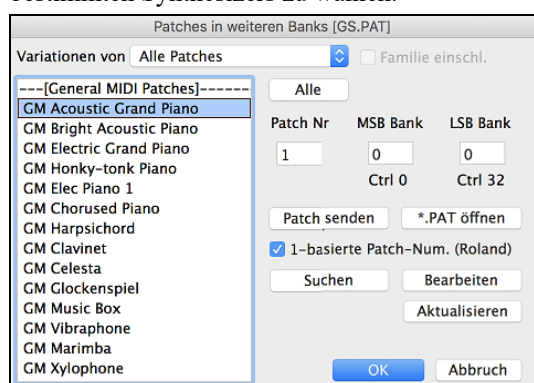 Patches in weiteren Banks [GS.PAT]
Variationen von Alle Patches Familie einschl.
---[General MIDI Patches]------
GM Acoustic Grand Piano
GM Bright Acoustic Piano
GM Electric Grand Piano
GM Honky-tonk Piano
GM Elec Piano 1
GM Chorused Piano
GM Harpsichord
GM Clavinet
GM Celesta
GM Glockenspiel
GM Music Box
GM Vibraphone
GM Marimba
GM Xylophone
Alle
Patch Nr MSB Bank LSB Bank
1 0 0
Ctrl 0 Ctrl 32
Patch senden *.PAT öffnen
1-basierte Patch-Num. (Roland)
Suchen Bearbeiten
Aktualisieren
OK Abbruch